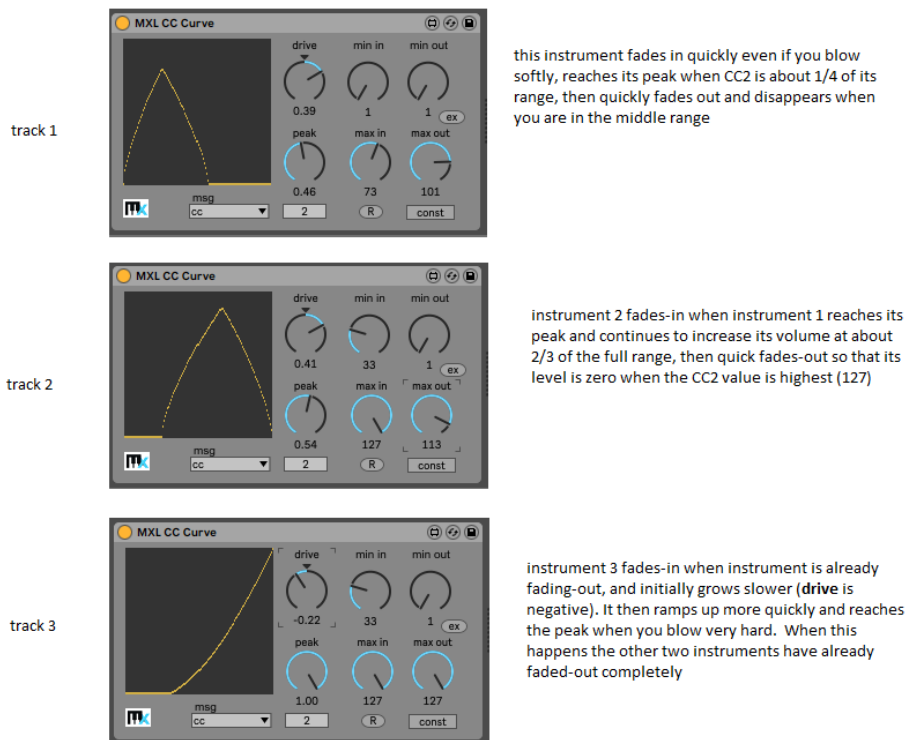 MXL CC Curve
drive min in min out
0.39 1 1 ex
peak max in max out
0.46 73 101
msg
cc 2 R const
track 1
this instrument fades in quickly even if you blow
softly, reaches its peak when CC2 is about 1/4 of its
range, then quickly fades out and disappears when
you are in the middle range
MXL CC Curve
drive min in min out
0.41 33 1 ex
peak max in max out
0.54 127 113
msg
cc 2 R const
track 2
instrument 2 fades-in when instrument 1 reaches its
peak and continues to increase its volume at about
2/3 of the full range, then quick fades-out so that its
level is zero when the CC2 value is highest (127)
MXL CC Curve
drive min in min out
-0.22 33 1 ex
peak max in max out
1.00 127 127
msg
cc 2 R const
track 3
instrument 3 fades-in when instrument is already
fading-out, and initially grows slower (drive is
negative). It then ramps up more quickly and reaches
the peak when you blow very hard. When this
happens the other two instruments have already
faded-out completely